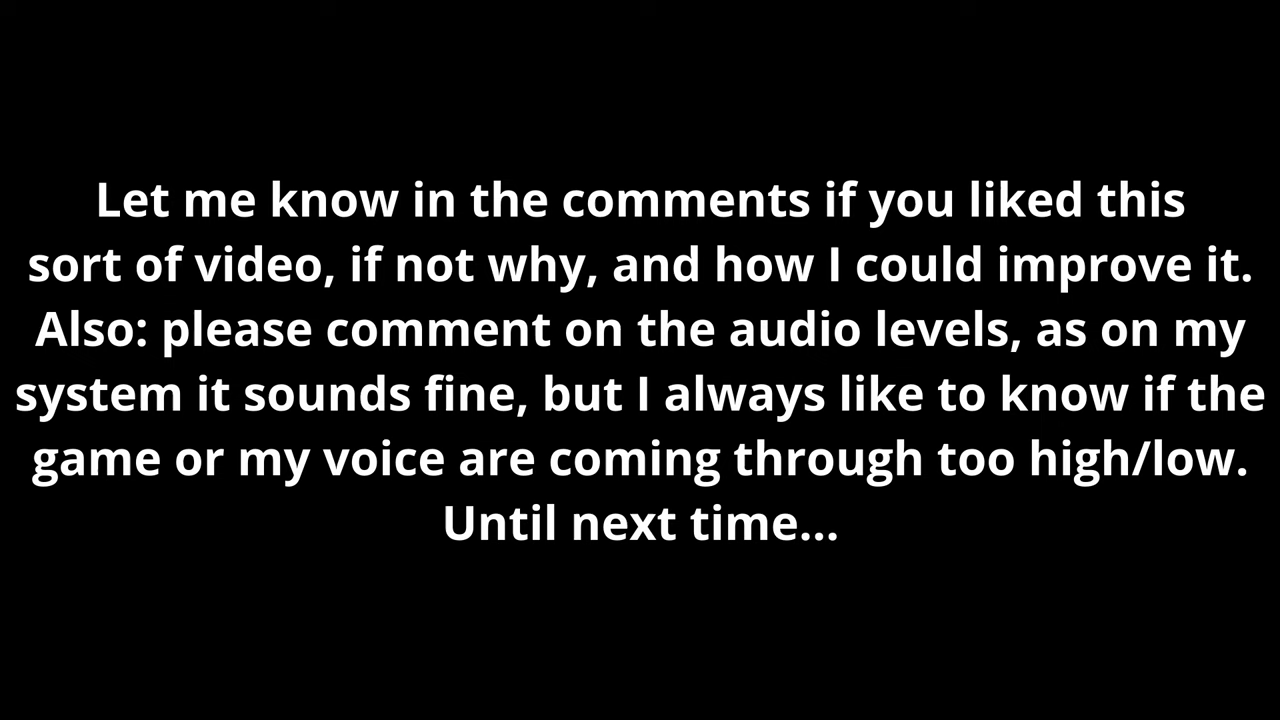 Let me know in the comments if you liked this
sort of video, if not why, and how I could improve it.
Also: please comment on the audio levels, as on my
system it sounds fine, but I always like to know if the
game or my voice are coming through too high/low.
Until next time...